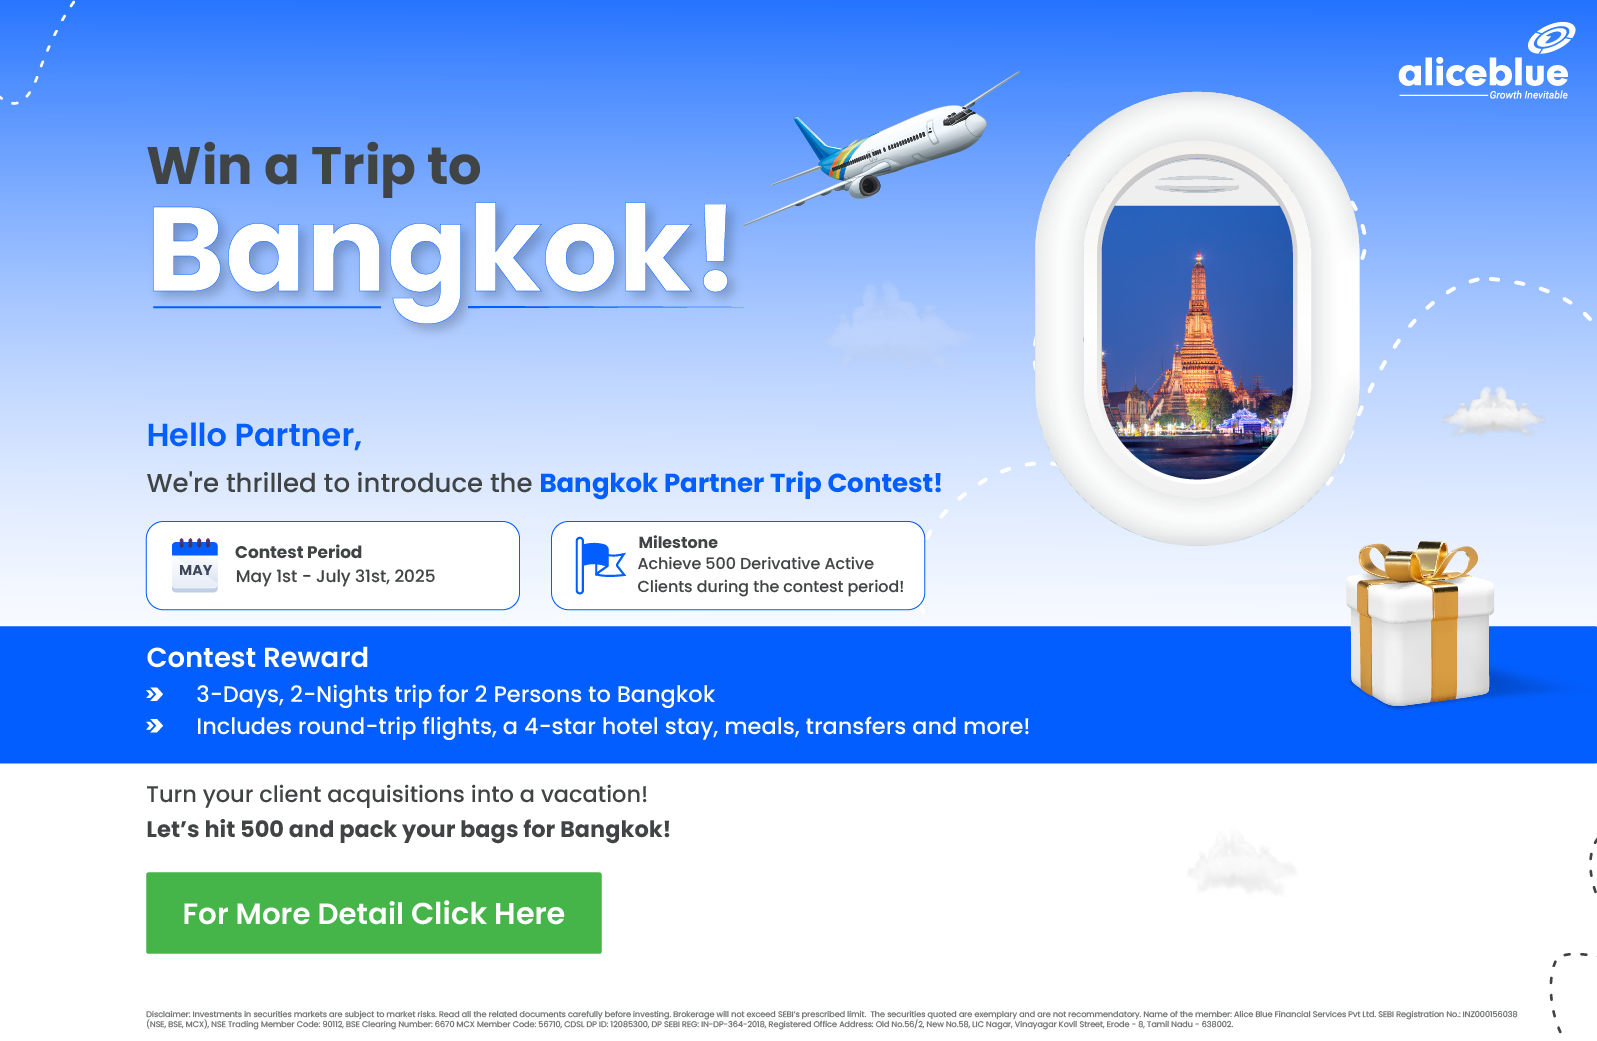 aliceblue
Growth Inevitable
Win a Trip to
Bangkok!
Hello Partner,
We're thrilled to introduce the Bangkok Partner Trip Contest!
MAY
Contest Period
May 1st - July 31st, 2025
Milestone
Achieve 500 Derivative Active
Clients during the contest period!
Contest Reward
3-Days, 2-Nights trip for 2 Persons to Bangkok
Includes round-trip flights, a 4-star hotel stay, meals, transfers and more!
Turn your client acquisitions into a vacation!
Let’s hit 500 and pack your bags for Bangkok!
For More Detail Click Here
Disclaimer: Investments in securities markets are subject to market risks. Read all the related documents carefully before investing. Brokerage will not exceed SEBI’s prescribed limit. The securities quoted are exemplary and are not recommendatory. Name of the member: Alice Blue Financial Services Pvt Ltd. SEBI Registration No.: INZ000156038
(NSE, BSE, MCX), NSE Trading Member Code: 90112, BSE Clearing Number: 6670 MCX Member Code: 56710, CDSL DP ID: 12085300, DP SEBI REG: IN-DP-364-2018, Registered Office Address: Old No.56/2, New No.58, LIC Nagar, Vinayagar Kovil Street, Erode - 8, Tamil Nadu - 638002.